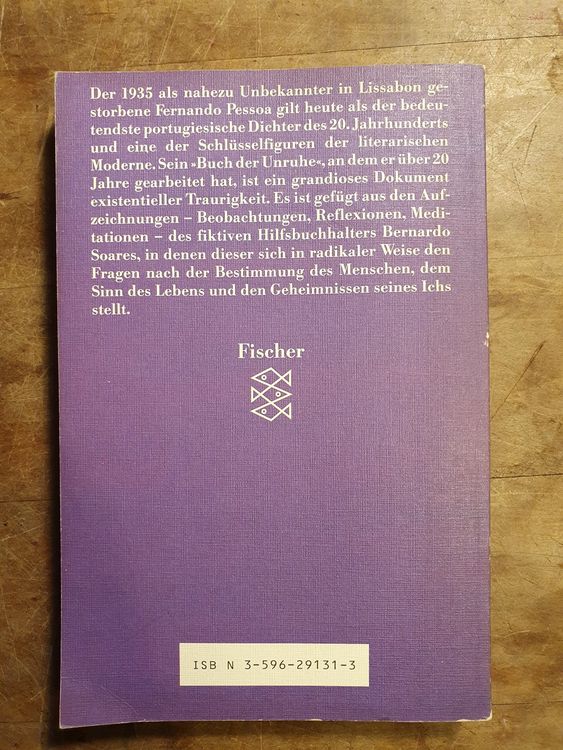 Der 1935 als nahezu Unbekannter in Lissabon ge-
storbene Fernando Pessoa gilt heute als der bedeu-
tendste portugiesische Dichter des 20. Jahrhunderts
und eine der Schlüsselfiguren der literarischen
Moderne. Sein »Buch der Unruhe«, an dem er über 20
Jahre gearbeitet hat, ist ein grandioses Dokument
existentieller Traurigkeit. Es ist gefügt aus den Auf-
zeichnungen – Beobachtungen, Reflexionen, Medi-
tationen – des fiktiven Hilfsbuchhalters Bernardo
Soares, in denen dieser sich in radikaler Weise den
Fragen nach der Bestimmung des Menschen, dem
Sinn des Lebens und den Geheimnissen seines Ichs
stellt.
Fischer
ISB N 3-596-29131-3